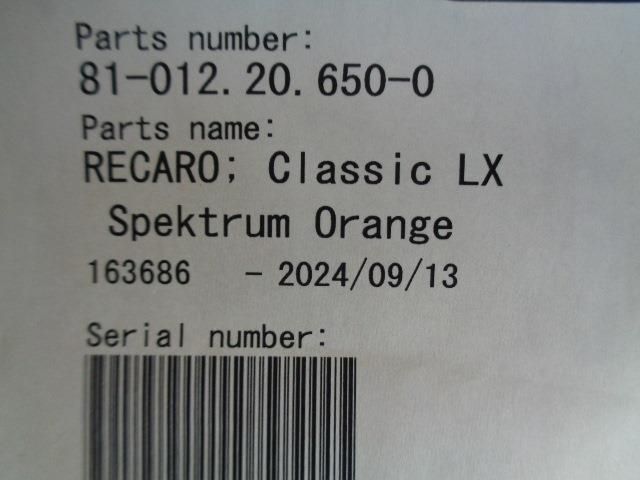 Parts number:
81-012.20.650-0
Parts name:
RECARO; Classic LX
Spektrum Orange
163686 - 2024/09/13
Serial number: